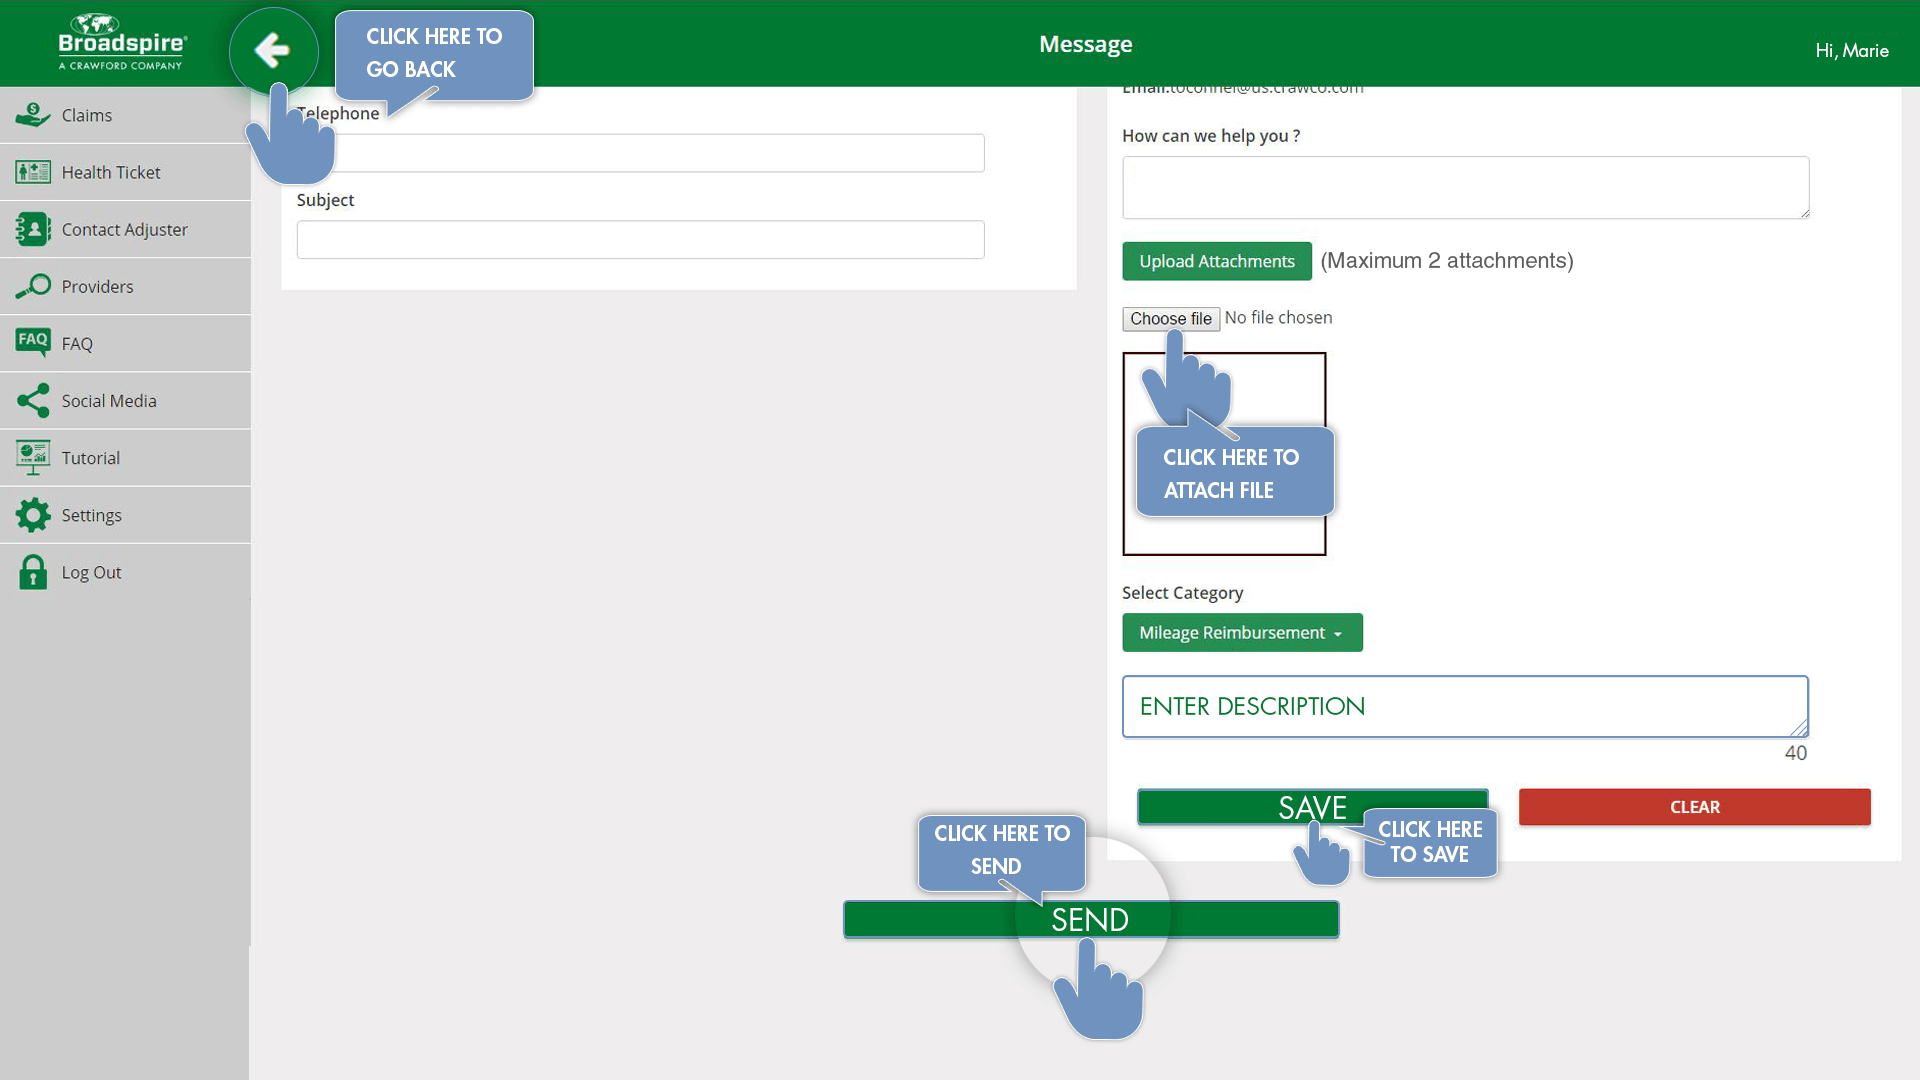 Broadspire®
A CRAWFORD COMPANY
CLICK HERE TO
GO BACK
Message
Hi, Marie
Claims
Health Ticket
Contact Adjuster
Providers
FAQ
FAQ
Social Media
Tutorial
Settings
Log Out
Telephone
Subject
Email:toconnel@us.crawco.com
How can we help you ?
Upload Attachments (Maximum 2 attachments)
Choose file No file chosen
CLICK HERE TO
ATTACH FILE
Select Category
Mileage Reimbursement
ENTER DESCRIPTION
40
SAVE
CLEAR
CLICK HERE
TO SAVE
CLICK HERE TO
SEND
SEND